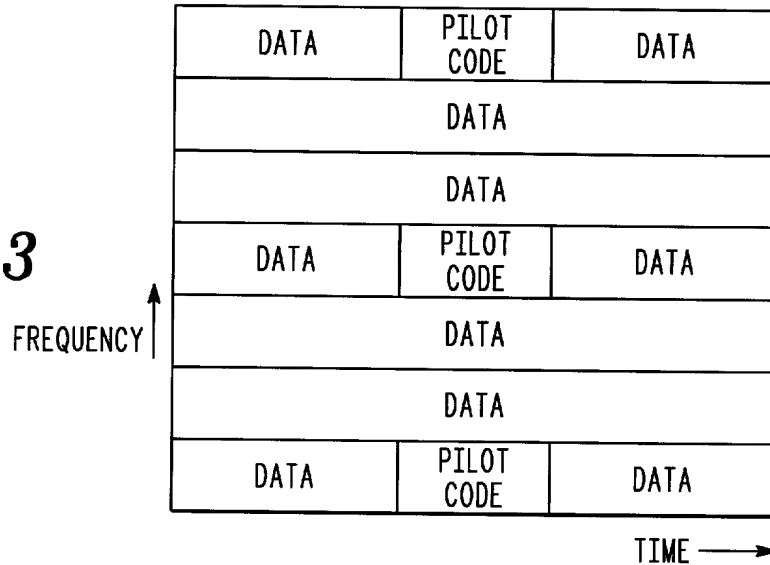 DATA PILOT CODE DATA
DATA
DATA
3
DATA PILOT CODE DATA
FREQUENCY
DATA
DATA
DATA PILOT CODE DATA
TIME